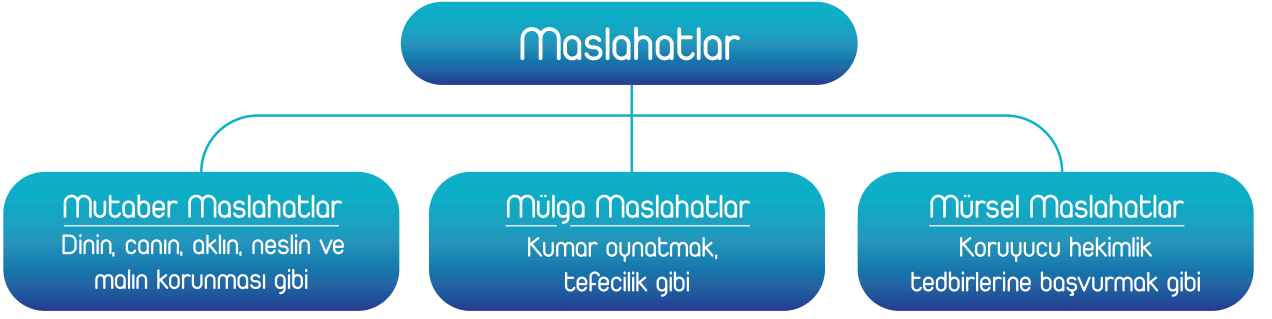 Maslahatlar
Mutaber Maslahatlar
Dinin, canın, aklın, neslin ve
malın korunması gibi
Mülga Maslahatlar
Kumar oynatmak,
tefecilik gibi
Mürsel Maslahatlar
Koruyucu hekimlik
tedbirlerine başvurmak gibi